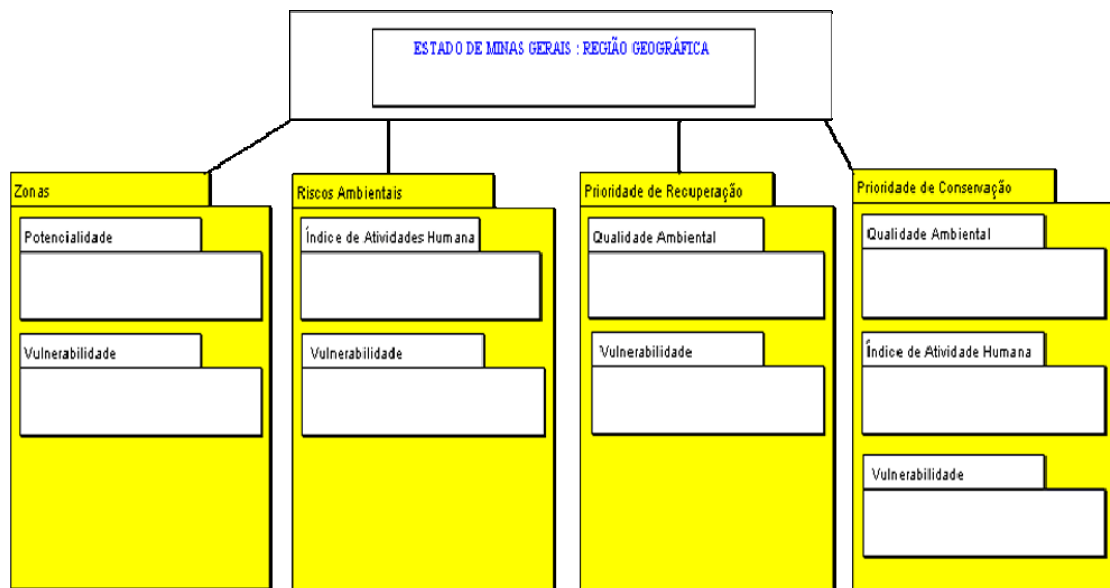 ESTADO DE MINAS GERAIS : REGIÃO GEOGRÁFICA
Zonas
Potencialidade
Vulnerabilidade
Riscos Ambientais
Índice de Atividades Humana
Vulnerabilidade
Prioridade de Recuperação
Qualidade Ambiental
Vulnerabilidade
Prioridade de Conservação
Qualidade Ambiental
Índice de Atividade Humana
Vulnerabilidade